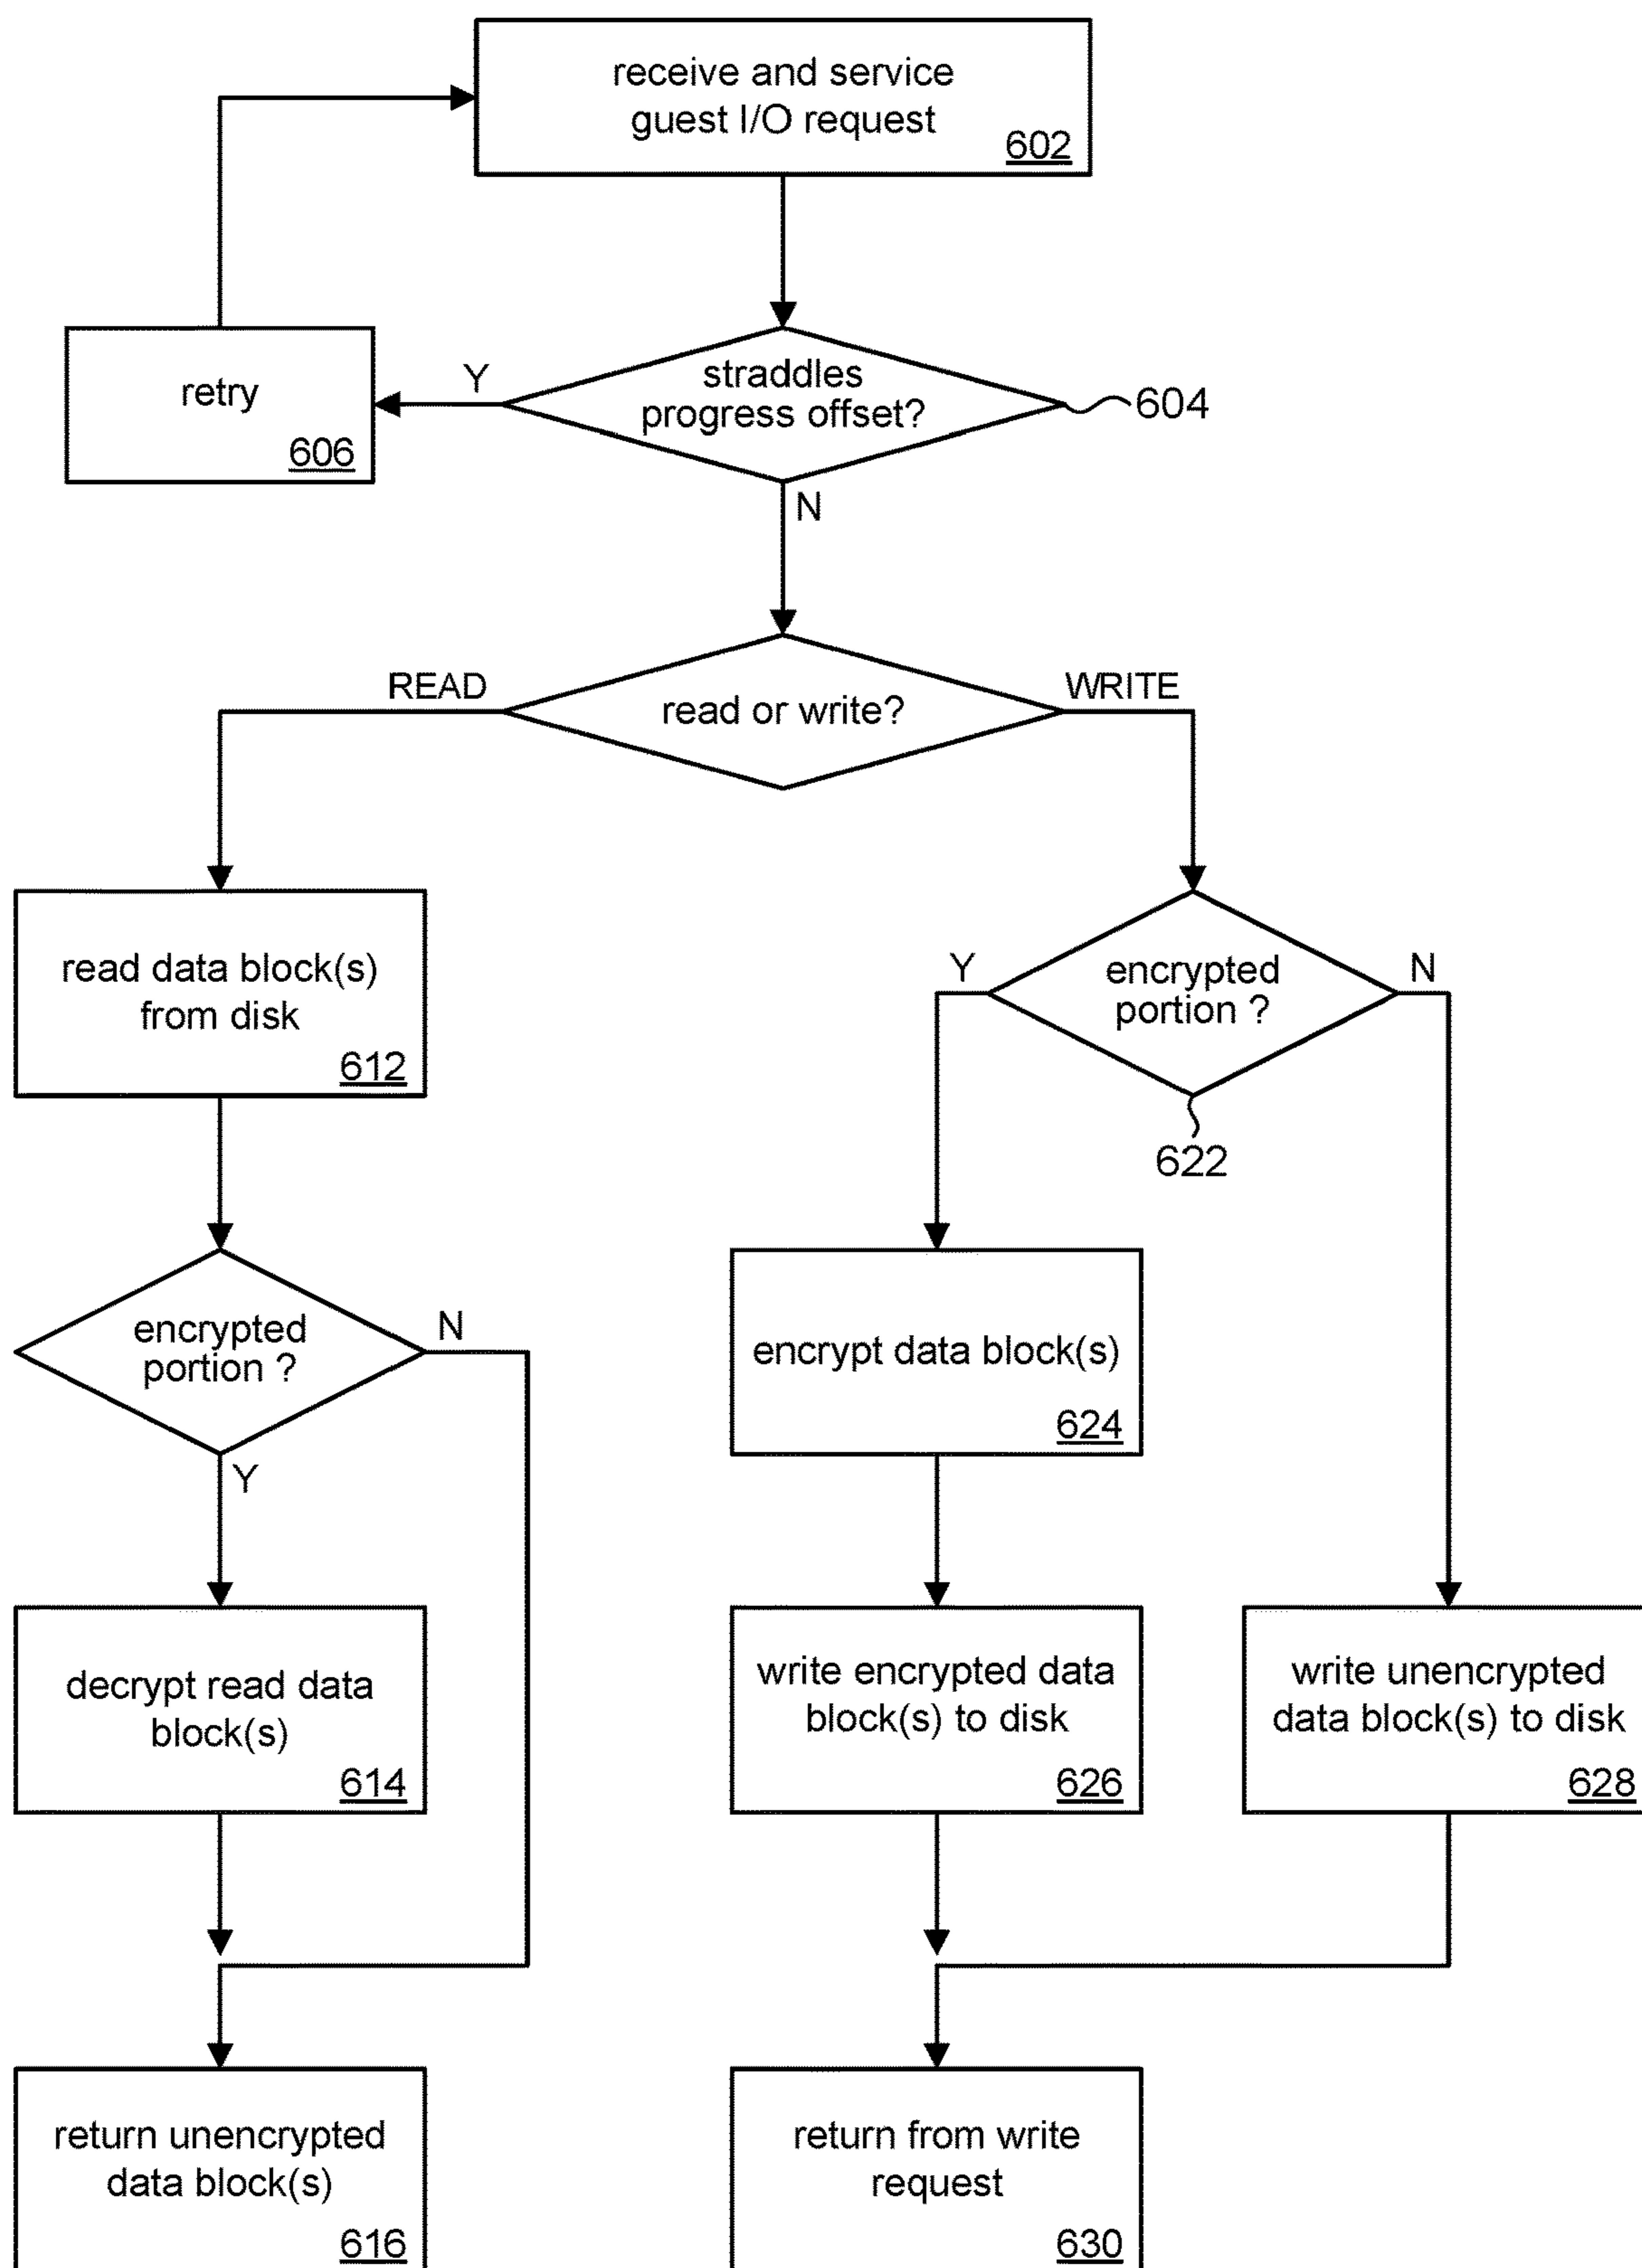 receive and service
guest I/O request
602
straddles
progress offset?
604
Y
retry
606
N
read or write?
READ
WRITE
read data block(s)
from disk
612
encrypted
portion ?
Y
N
622
encrypted
portion ?
N
Y
encrypt data block(s)
624
decrypt read data
block(s)
614
write encrypted data
block(s) to disk
626
write unencrypted
data block(s) to disk
628
return unencrypted
data block(s)
616
return from write
request
630